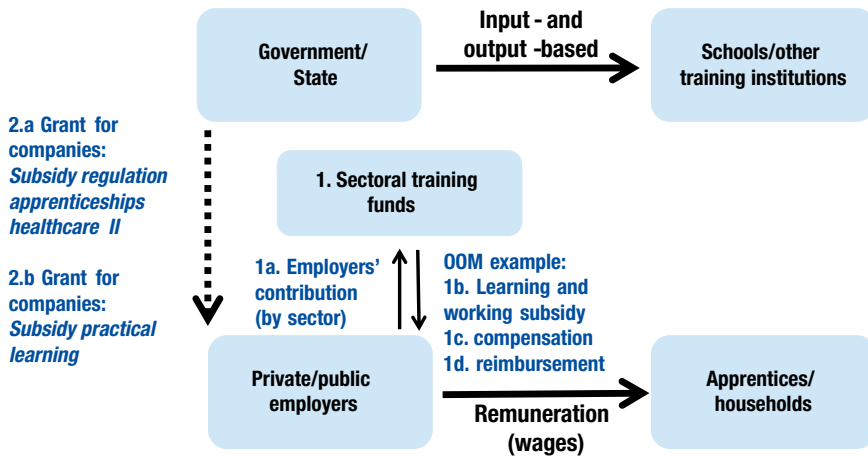 Government/
State
Input - and
output -based
Schools/other
training institutions
2.a Grant for
companies:
Subsidy regulation
apprenticeships
healthcare II
2.b Grant for
companies:
Subsidy practical
learning
1. Sectoral training
funds
1a. Employers’
contribution
(by sector)
OOM example:
1b. Learning and
working subsidy
1c. compensation
1d. reimbursement
Private/public
employers
Remuneration
(wages)
Apprentices/
households